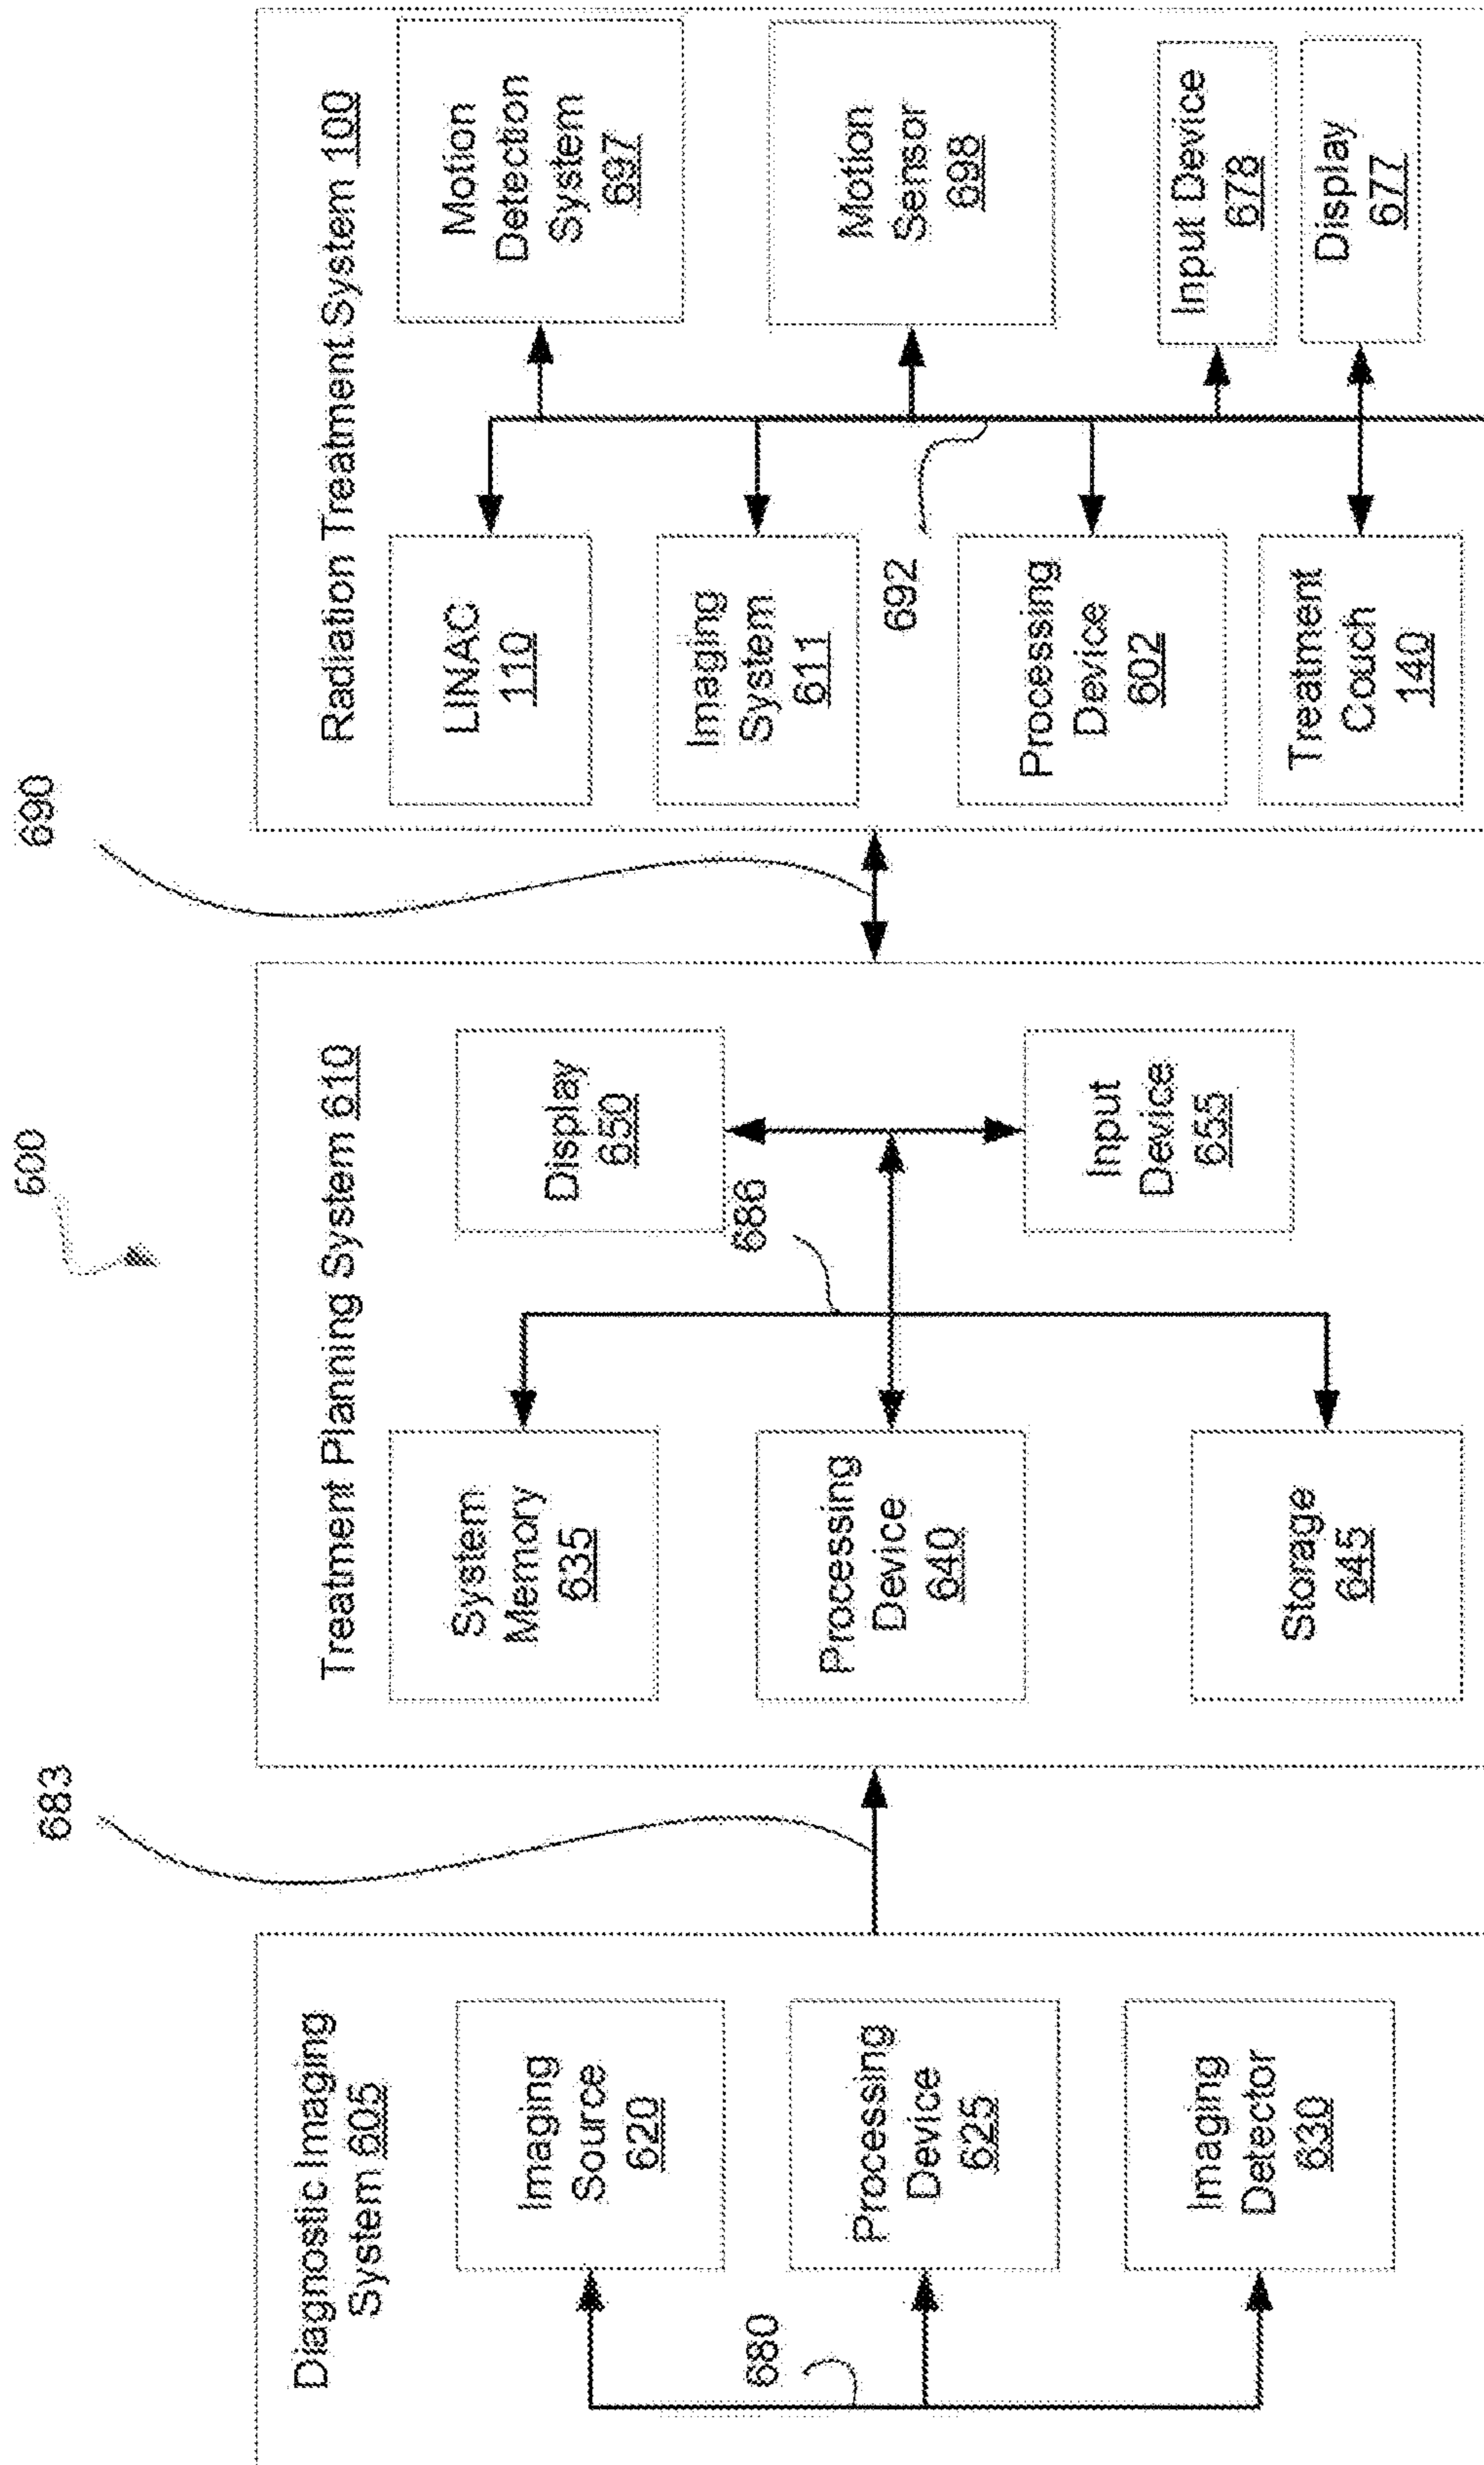 600
Diagnostic Imaging
System 605
Imaging
Source
620
Processing
Device
625
Imaging
Detector
630
680
683
Treatment Planning System 610
System
Memory
635
Processing
Device
640
Storage
645
686
Display
650
Input
Device
655
690
Radiation Treatment System 100
LINAC
110
Imaging
System
611
692
Processing
Device
602
Treatment
Couch
140
Motion
Detection
System
697
Motion
Sensor
698
Input Device
678
Display
677